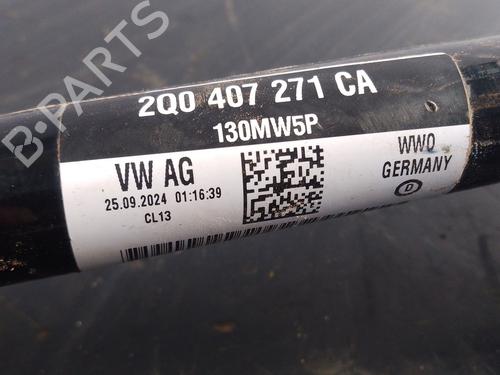 B-PARTS
2Q0 407 271 CA
130MW5P
VW AG
25.09.2024 01:16:39
CL13
WWO
GERMANY
D